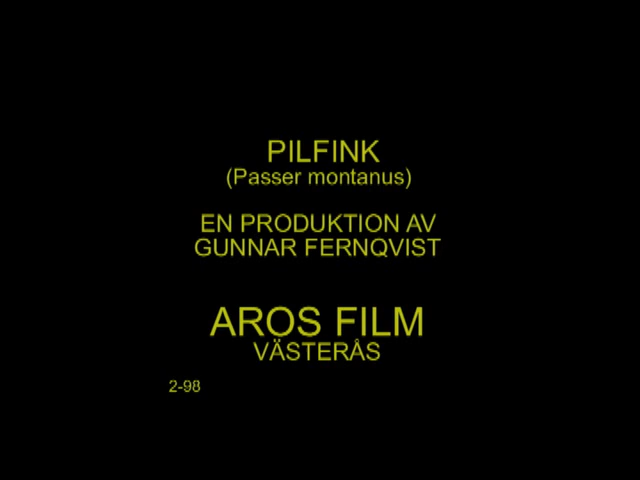 PILFINK
(Passer montanus)
EN PRODUKTION AV
GUNNAR FERNQVIST
AROS FILM
VÄSTERÅS
2-98